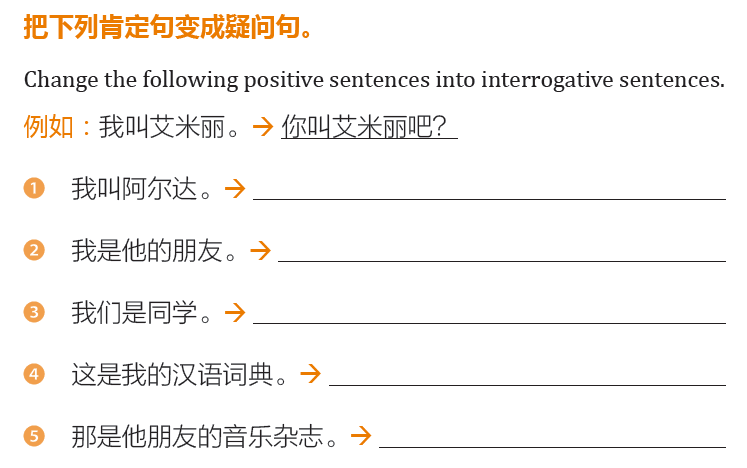 把下列肯定句变成疑问句。
Change the following positive sentences into interrogative sentences.
例如：我叫艾米丽。→ 你叫艾米丽吧？
1 我叫阿尔达。→
2 我是他的朋友。→
3 我们是同学。→
4 这是我的汉语词典。→
5 那是他朋友的音乐杂志。→